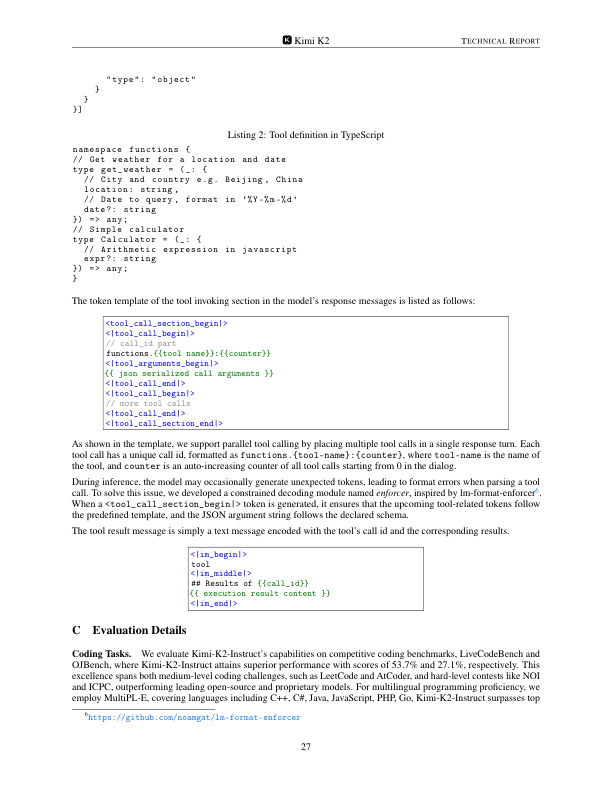 Kimi K2 TECHNICAL REPORT
"type": "object"
}
}
}]
Listing 2: Tool definition in TypeScript
namespace functions {
// Get weather for a location and date
type get_weather = (_: {
// City and country e.g. Beijing, China
location: string,
// Date to query, format in '%Y-%m-%d'
date?: string
}) => any;
// Simple calculator
type Calculator = (_: {
// Arithmetic expression in javascript
expr?: string
}) => any;
}
The token template of the tool invoking section in the model's response messages is listed as follows:
<tool_call_section_begin|>
<|tool_call_begin|>
// call_id part
functions.{{tool name}}:{{counter}}
<|tool_arguments_begin|>
{{ json serialized call arguments }}
<|tool_call_end|>
<|tool_call_begin|>
// more tool calls
<|tool_call_end|>
<|tool_call_section_end|>
As shown in the template, we support parallel tool calling by placing multiple tool calls in a single response turn. Each
tool call has a unique call id, formatted as functions.{tool-name}:{counter}, where tool-name is the name of
the tool, and counter is an auto-increasing counter of all tool calls starting from 0 in the dialog.
During inference, the model may occasionally generate unexpected tokens, leading to format errors when parsing a tool
call. To solve this issue, we developed a constrained decoding module named enforcer, inspired by lm-format-enforcer6.
When a <tool_call_section_begin|> token is generated, it ensures that the upcoming tool-related tokens follow
the predefined template, and the JSON argument string follows the declared schema.
The tool result message is simply a text message encoded with the tool's call id and the corresponding results.
<|im_begin|>
tool
<|im_middle|>
## Results of {{call_id}}
{{ execution result content }}
<|im_end|>
C Evaluation Details
Coding Tasks. We evaluate Kimi-K2-Instruct's capabilities on competitive coding benchmarks, LiveCodeBench and
OJBench, where Kimi-K2-Instruct attains superior performance with scores of 53.7% and 27.1%, respectively. This
excellence spans both medium-level coding challenges, such as LeetCode and AtCoder, and hard-level contests like NOI
and ICPC, outperforming leading open-source and proprietary models. For multilingual programming proficiency, we
employ MultiPL-E, covering languages including C++, C#, Java, JavaScript, PHP, Go, Kimi-K2-Instruct surpasses top
6https://github.com/noamgat/lm-format-enforcer
27